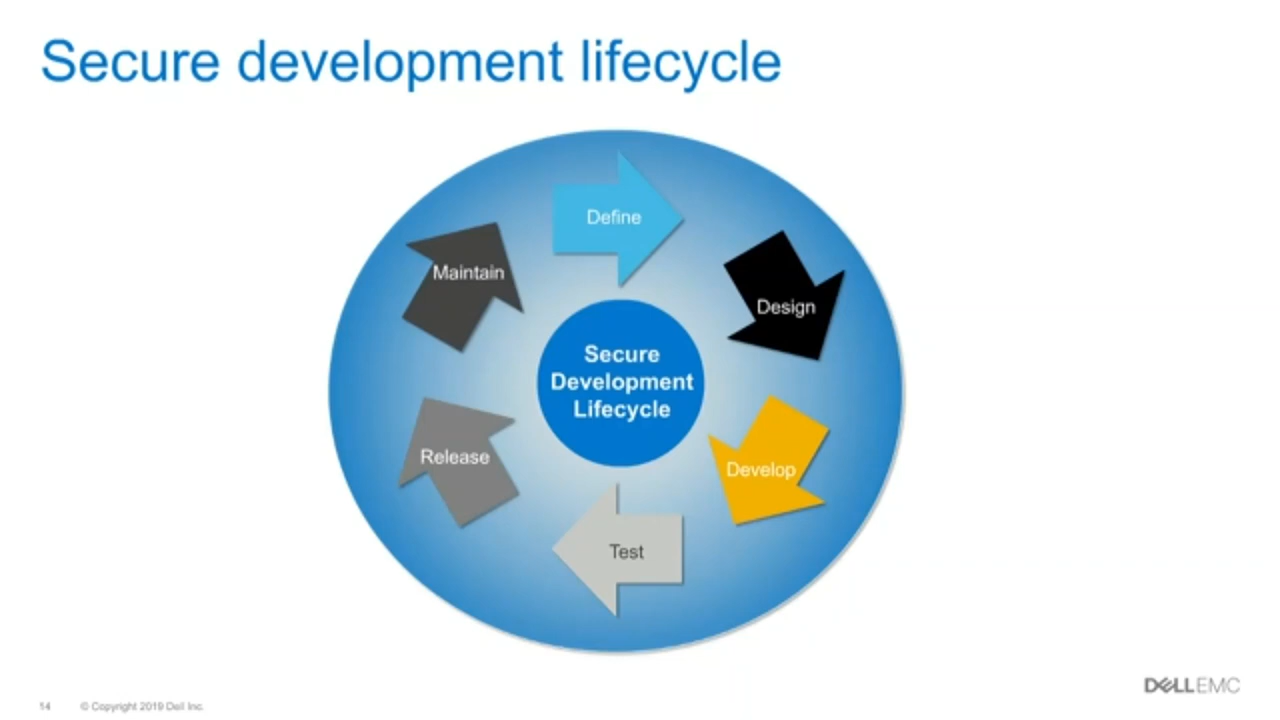 Secure development lifecycle
Define
Maintain
Design
Secure
Development
Lifecycle
Release
Develop
Test
DELLEMC
14 © Copyright 2019 Dell Inc.